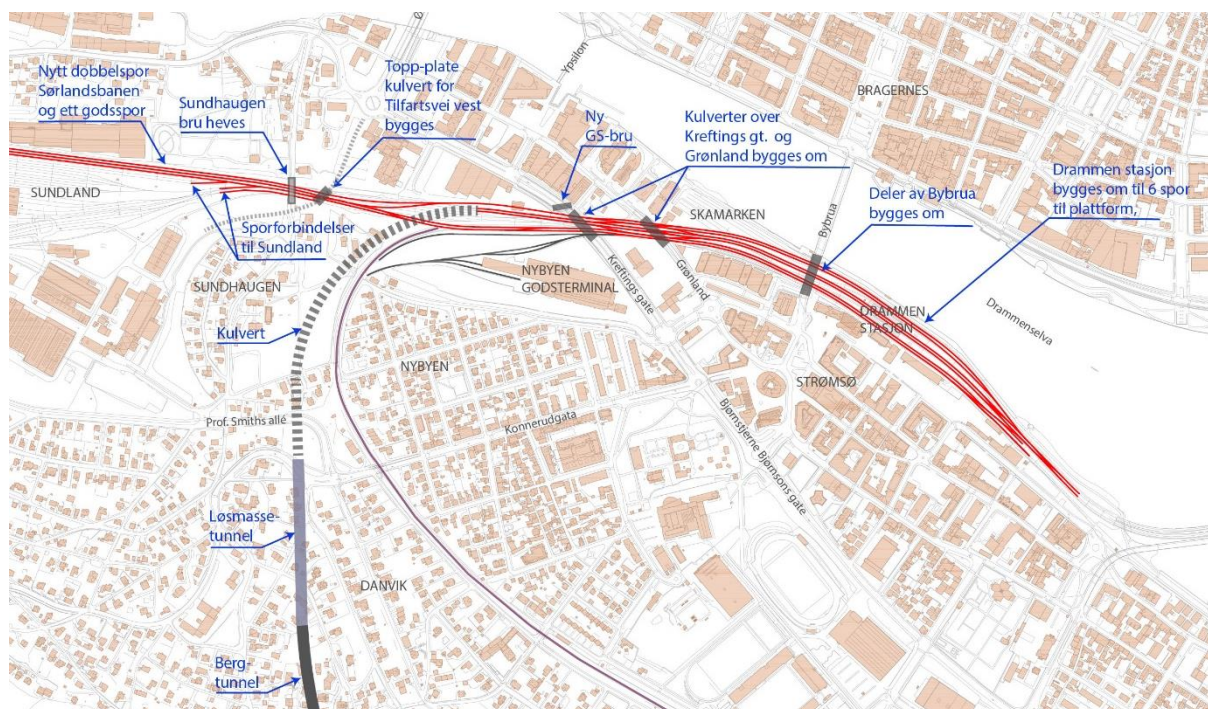 Nytt dobbelspor
Sørlandsbanen
og ett godsspor
Sundhaugen
bru heves
Topp-plate
kulvert for
Tilfartsvei vest
bygges
Ø
Ypsilon
Ny
GS-bru
Kulverter over
Kreftings gt. og
Grønland bygges om
BRAGERNES
Deler av Bybrua
bygges om
Drammen stasjon
bygges om til 6 spor
til plattform,
SUNDLAND
Sporforbindelser
til Sundland
SKAMARKEN
Bybrua
SUNDHAUGEN
NYBYEN
GODSTERMINAL
Kreftings gate
Grønland
DRAMMEN
STASJON
Drammenselva
Kulvert
NYBYEN
STRØMSØ
Prof. Smiths allé
Konnerudgata
Bjørnstjerne Bjørnsons gate
Løsmasse-
tunnel
DANVIK
Berg-
tunnel